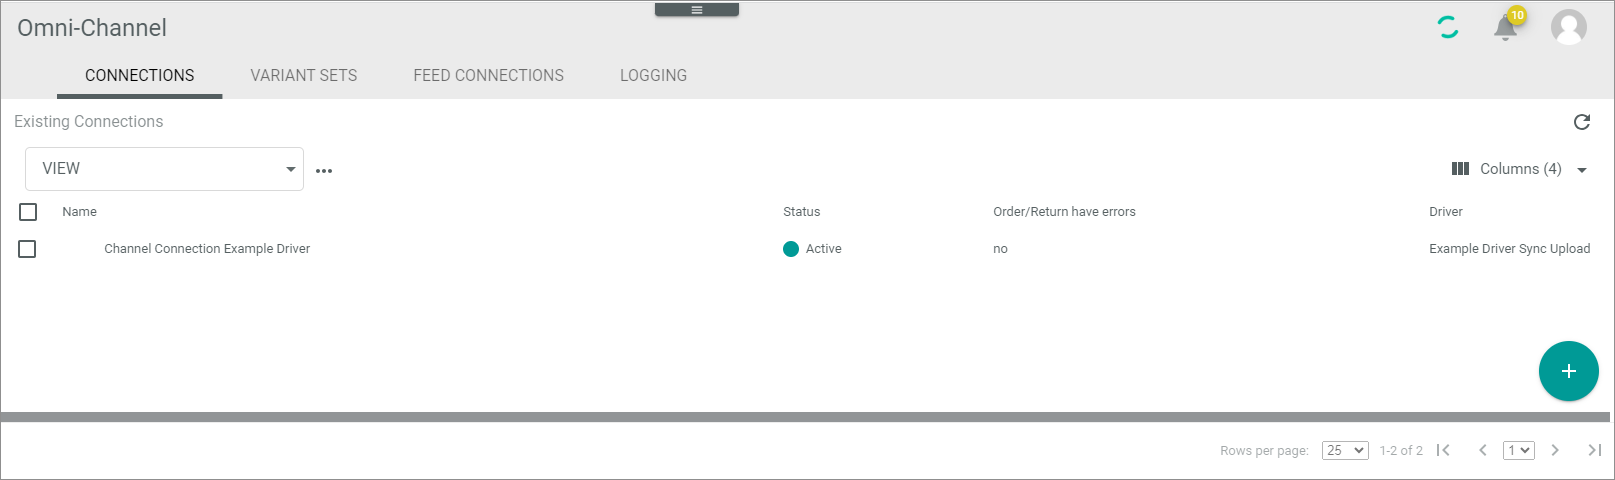 Omni-Channel
10
CONNECTIONS VARIANT SETS FEED CONNECTIONS LOGGING
Existing Connections
VIEW
Columns (4)
Name Status Order/Return have errors Driver
Channel Connection Example Driver Active no Example Driver Sync Upload
Rows per page: 25 1-2 of 2 1